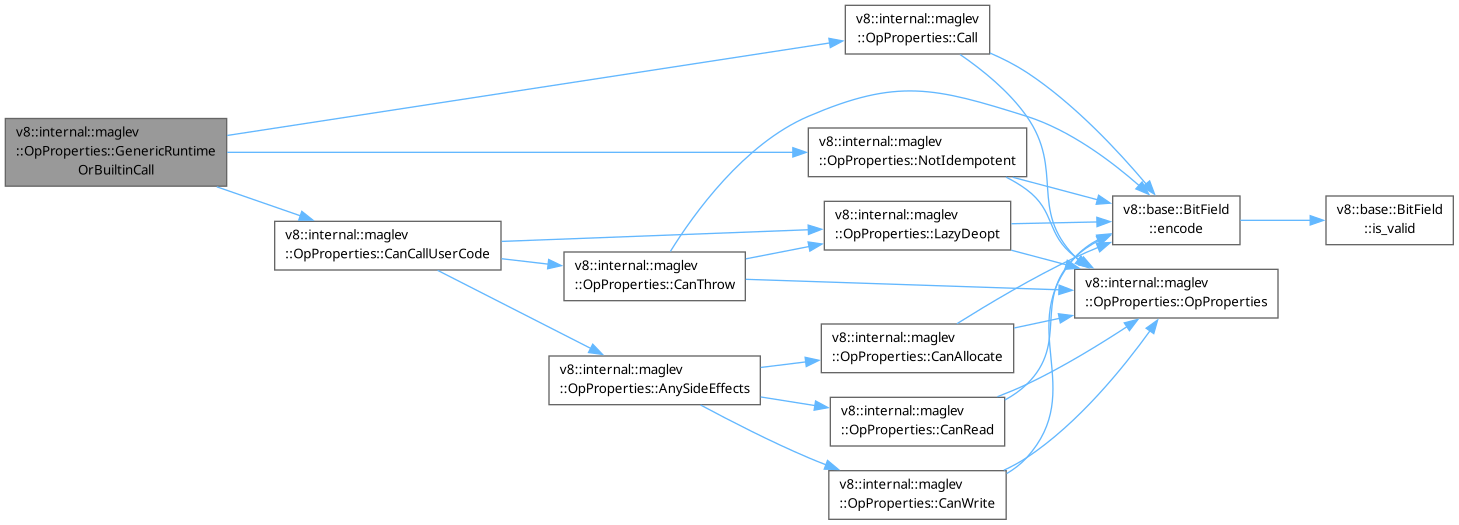 v8::internal::maglev
::OpProperties::GenericRuntime
OrBuiltinCall
v8::internal::maglev
::OpProperties::Call
v8::internal::maglev
::OpProperties::NotIdempotent
v8::internal::maglev
::OpProperties::CanCallUserCode
v8::internal::maglev
::OpProperties::LazyDeopt
v8::internal::maglev
::OpProperties::CanThrow
v8::internal::maglev
::OpProperties::AnySideEffects
v8::internal::maglev
::OpProperties::CanAllocate
v8::internal::maglev
::OpProperties::CanRead
v8::internal::maglev
::OpProperties::CanWrite
v8::base::BitField
::encode
v8::internal::maglev
::OpProperties::OpProperties
v8::base::BitField
::is_valid